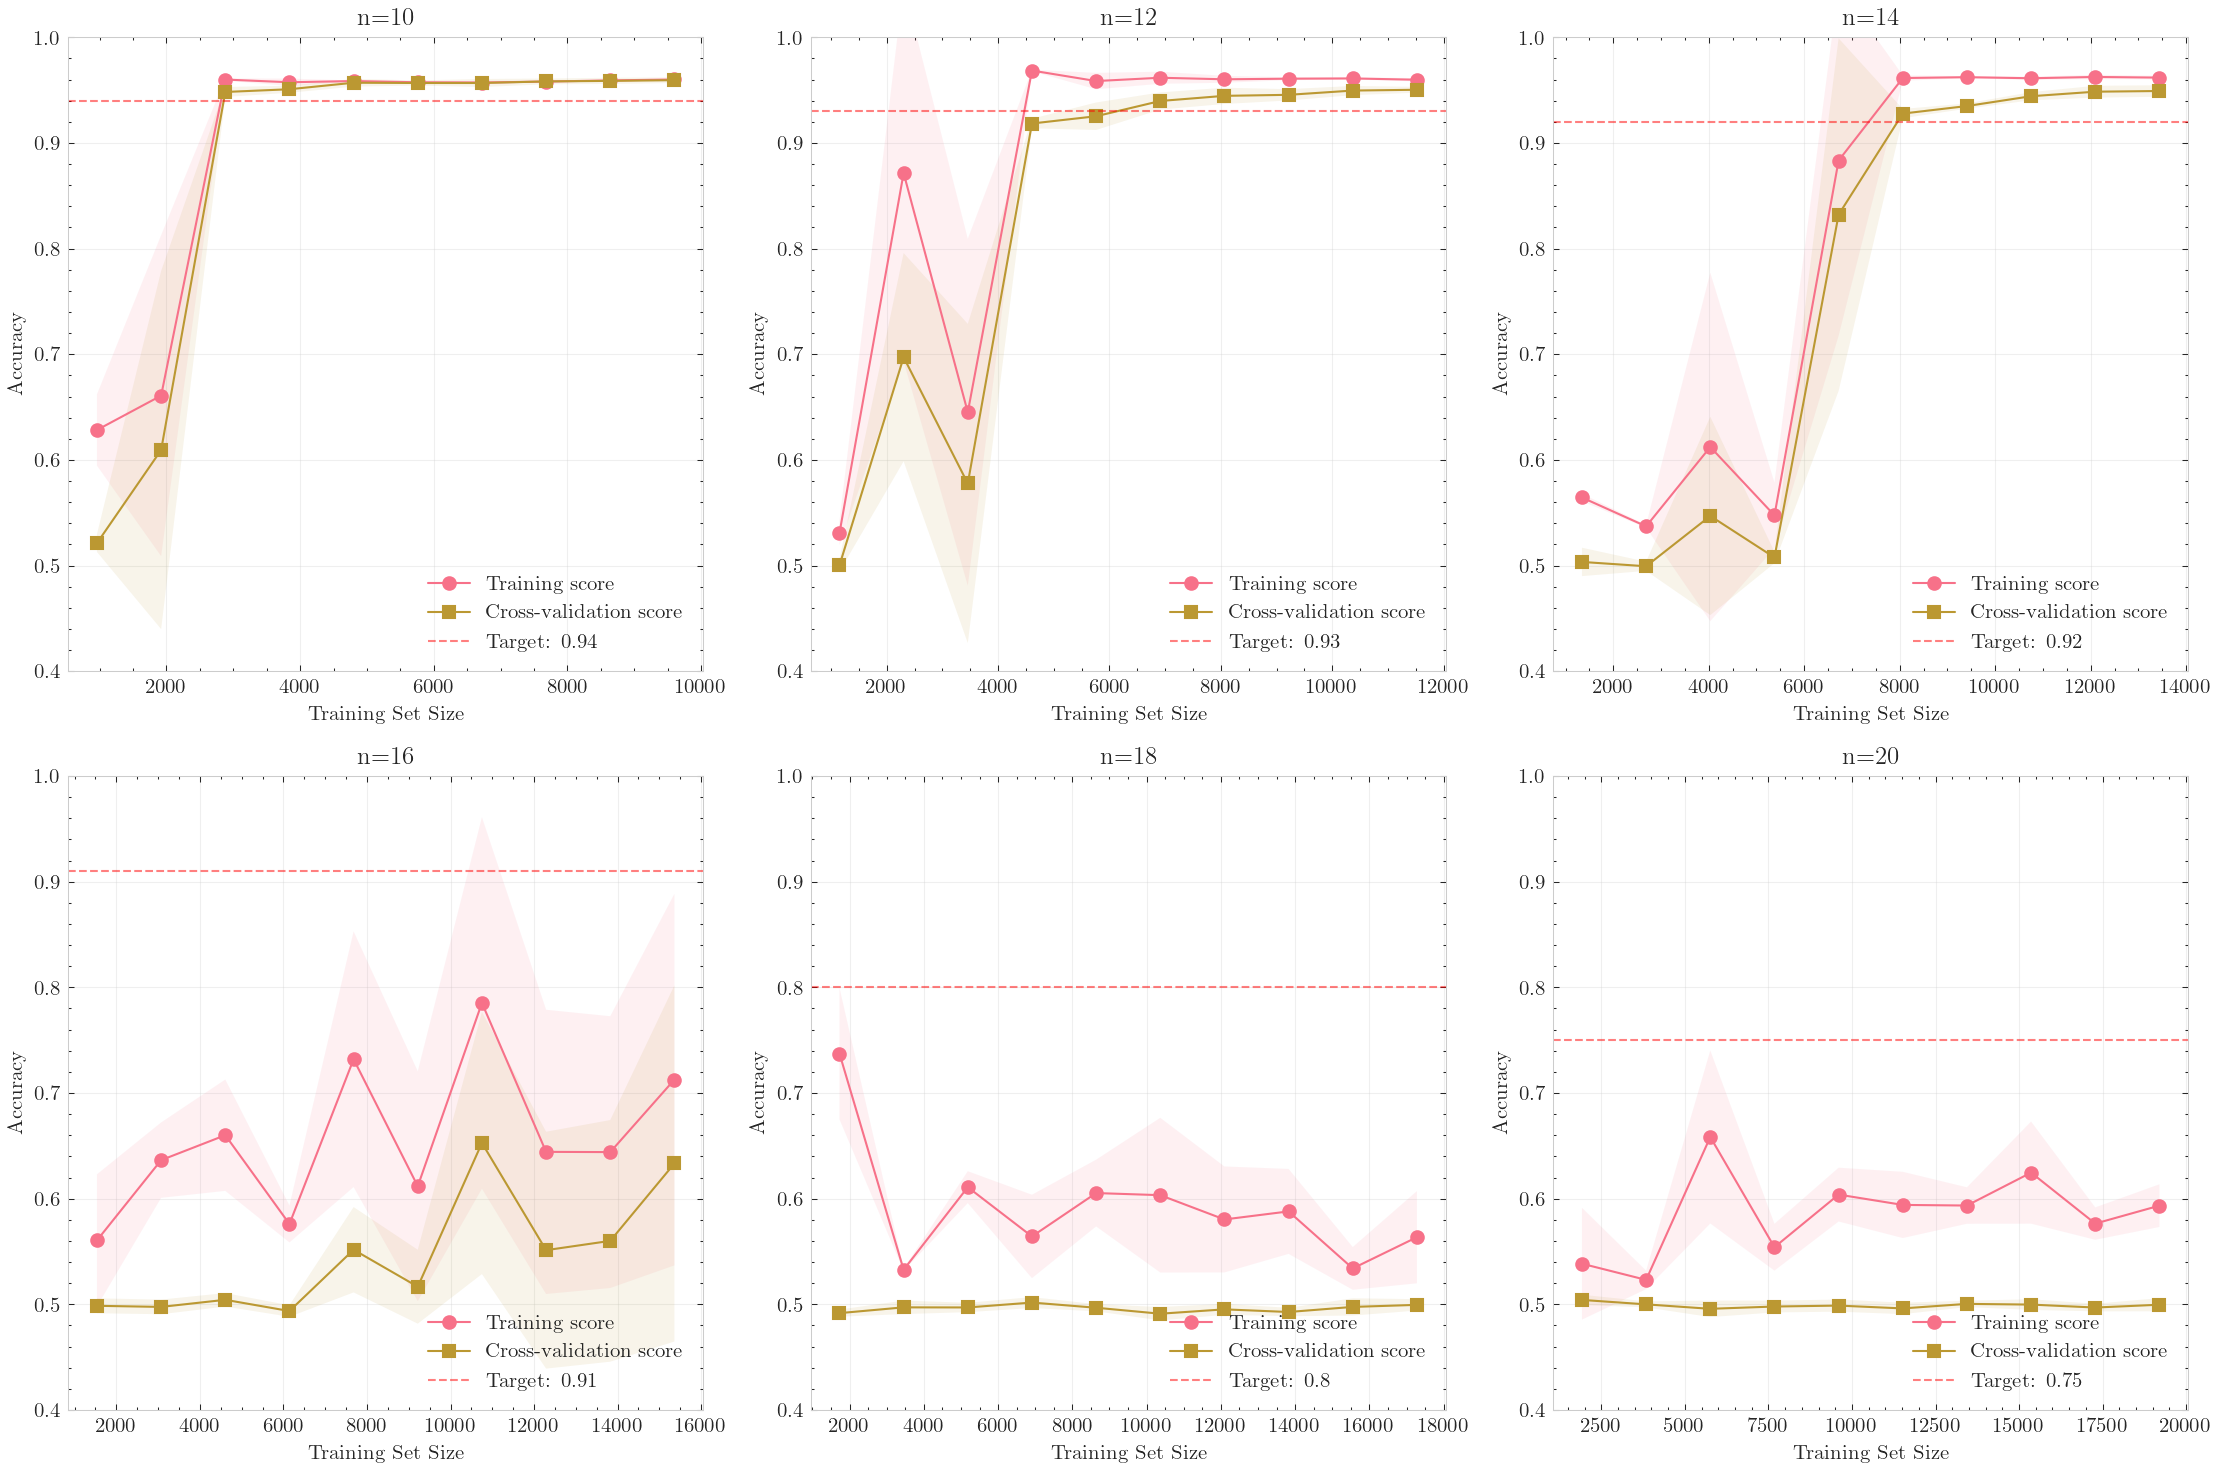 n=10
1.0
0.9
0.8
0.7
0.6
0.5
0.4
Accuracy
Training score
Cross-validation score
Target: 0.94
2000 4000 6000 8000 10000
Training Set Size
n=12
1.0
0.9
0.8
0.7
0.6
0.5
0.4
Accuracy
Training score
Cross-validation score
Target: 0.93
2000 4000 6000 8000 10000 12000
Training Set Size
n=14
1.0
0.9
0.8
0.7
0.6
0.5
0.4
Accuracy
Training score
Cross-validation score
Target: 0.92
2000 4000 6000 8000 10000 12000 14000
Training Set Size
n=16
1.0
0.9
0.8
0.7
0.6
0.5
0.4
Accuracy
Training score
Cross-validation score
Target: 0.91
2000 4000 6000 8000 10000 12000 14000 16000
Training Set Size
n=18
1.0
0.9
0.8
0.7
0.6
0.5
0.4
Accuracy
Training score
Cross-validation score
Target: 0.8
2000 4000 6000 8000 10000 12000 14000 16000 18000
Training Set Size
n=20
1.0
0.9
0.8
0.7
0.6
0.5
0.4
Accuracy
Training score
Cross-validation score
Target: 0.75
2500 5000 7500 10000 12500 15000 17500 20000
Training Set Size